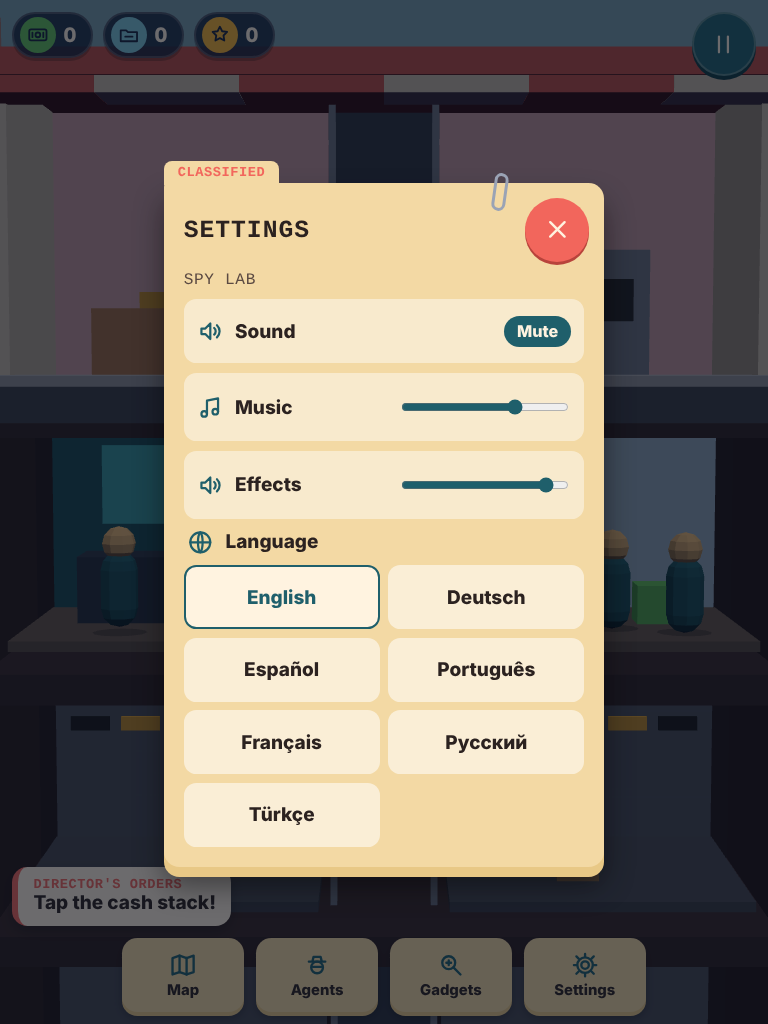 0 0 0
CLASSIFIED
SETTINGS
SPY LAB
Sound Mute
Music
Effects
Language
English Deutsch
Español Português
Français Русский
Türkçe
DIRECTOR'S ORDERS
Tap the cash stack!
Map Agents Gadgets Settings